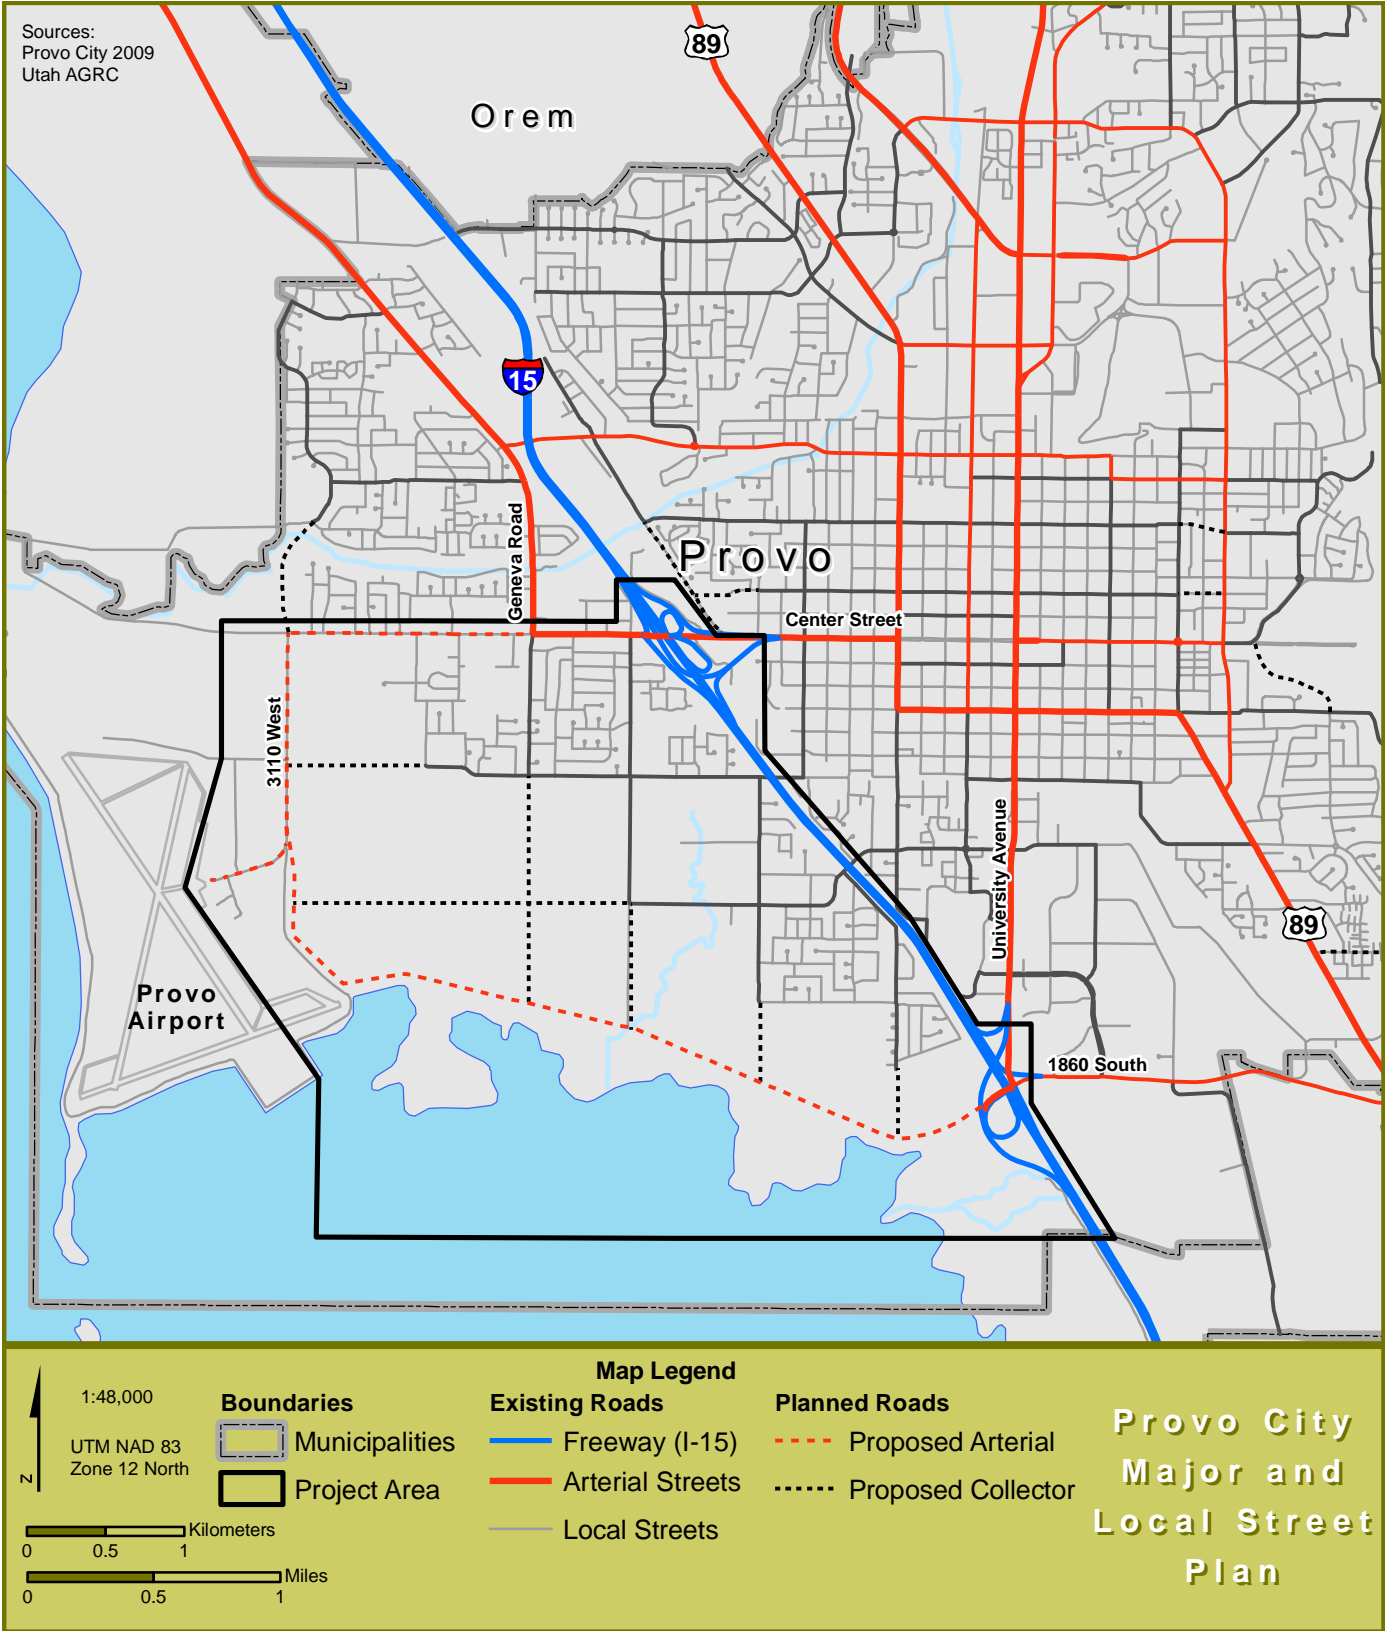 Sources:
Provo City 2009
Utah AGRC
89
Orem
15
Geneva Road
Provo
Center Street
3110 West
University Avenue
89
Provo
Airport
1860 South
Map Legend
1:48,000
UTM NAD 83
Zone 12 North
N
Boundaries
Municipalities
Project Area
Existing Roads
Freeway (I-15)
Arterial Streets
Local Streets
Planned Roads
Proposed Arterial
Proposed Collector
Kilometers
0 0.5 1
Miles
0 0.5 1
Provo City
Major and
Local Street
Plan